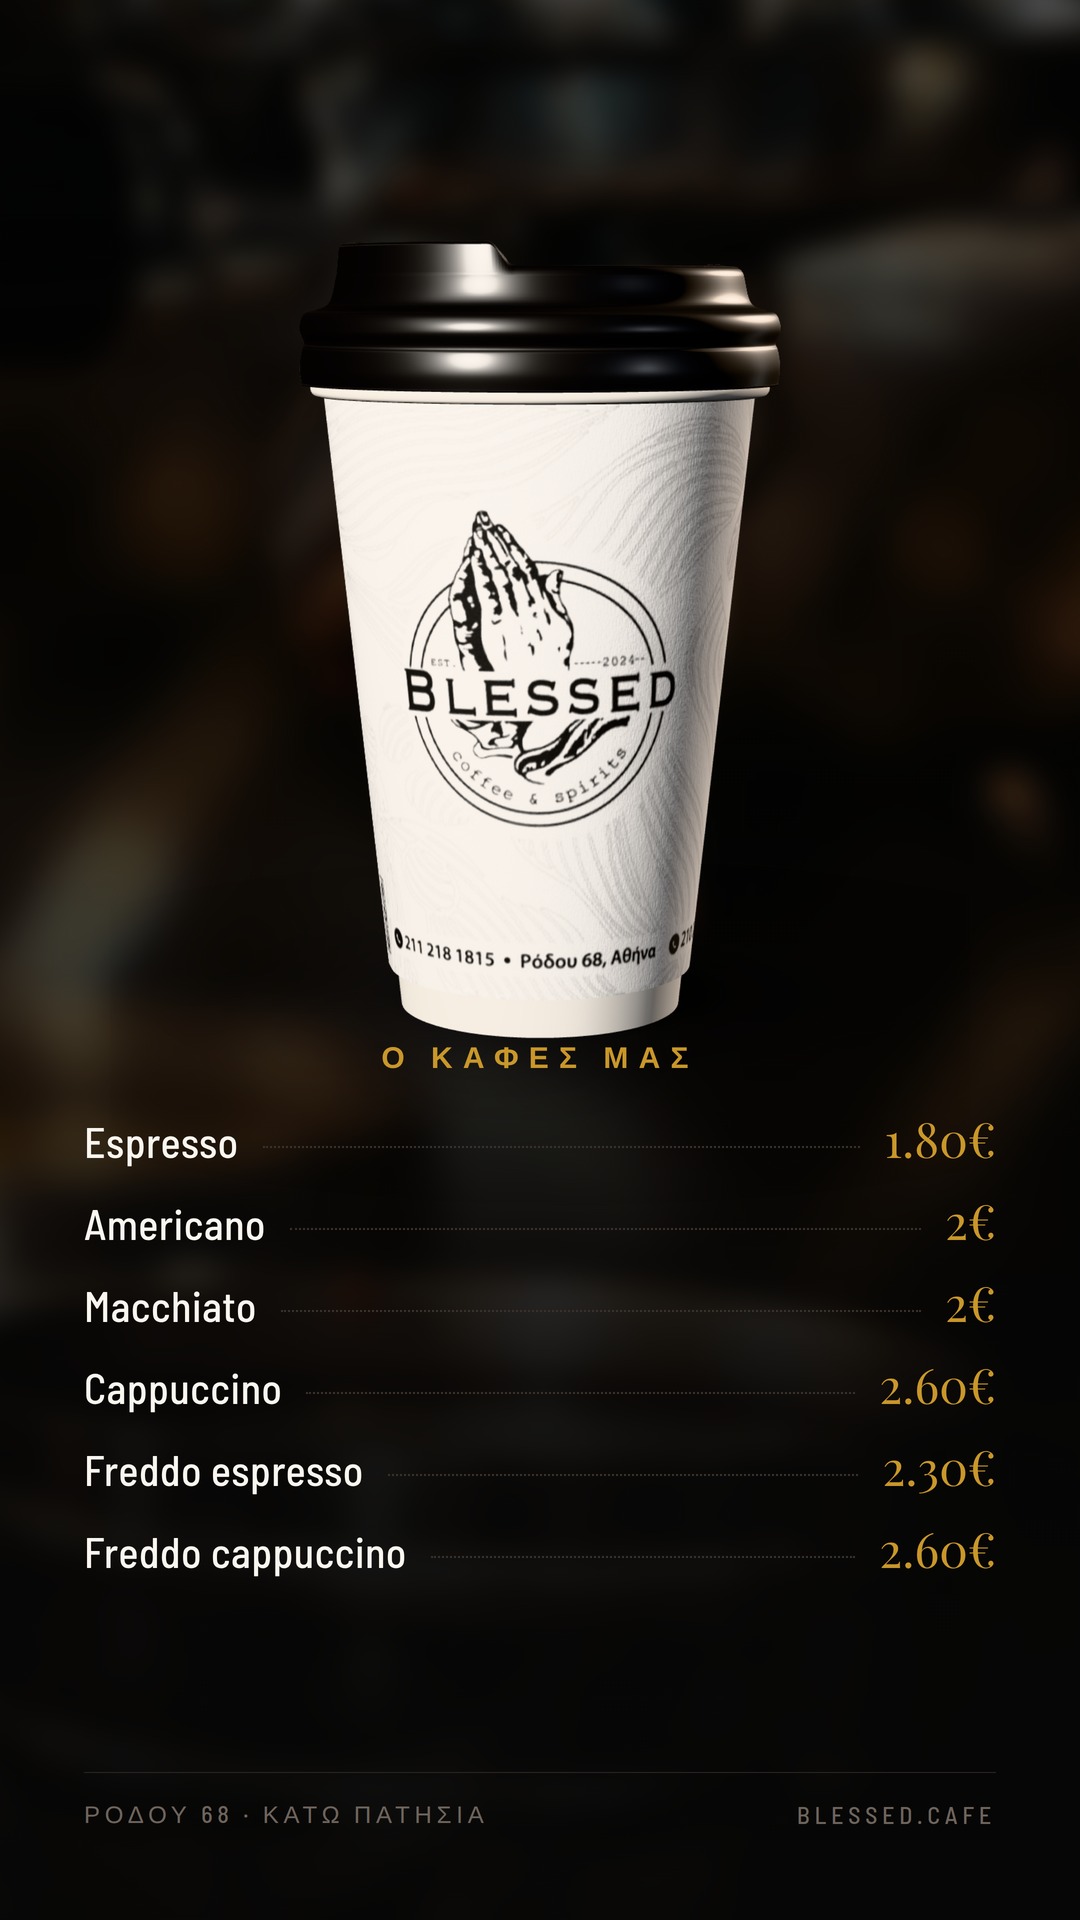 EST. -----2024--
BLESSED
coffee & spirits
211 218 1815 • Ρόδου 68, Αθήνα
Ο ΚΑΦΕΣ ΜΑΣ
Espresso 1.80€
Americano 2€
Macchiato 2€
Cappuccino 2.60€
Freddo espresso 2.30€
Freddo cappuccino 2.60€
ΡΟΔΟΥ 68 · ΚΑΤΩ ΠΑΤΗΣΙΑ
BLESSED.CAFE